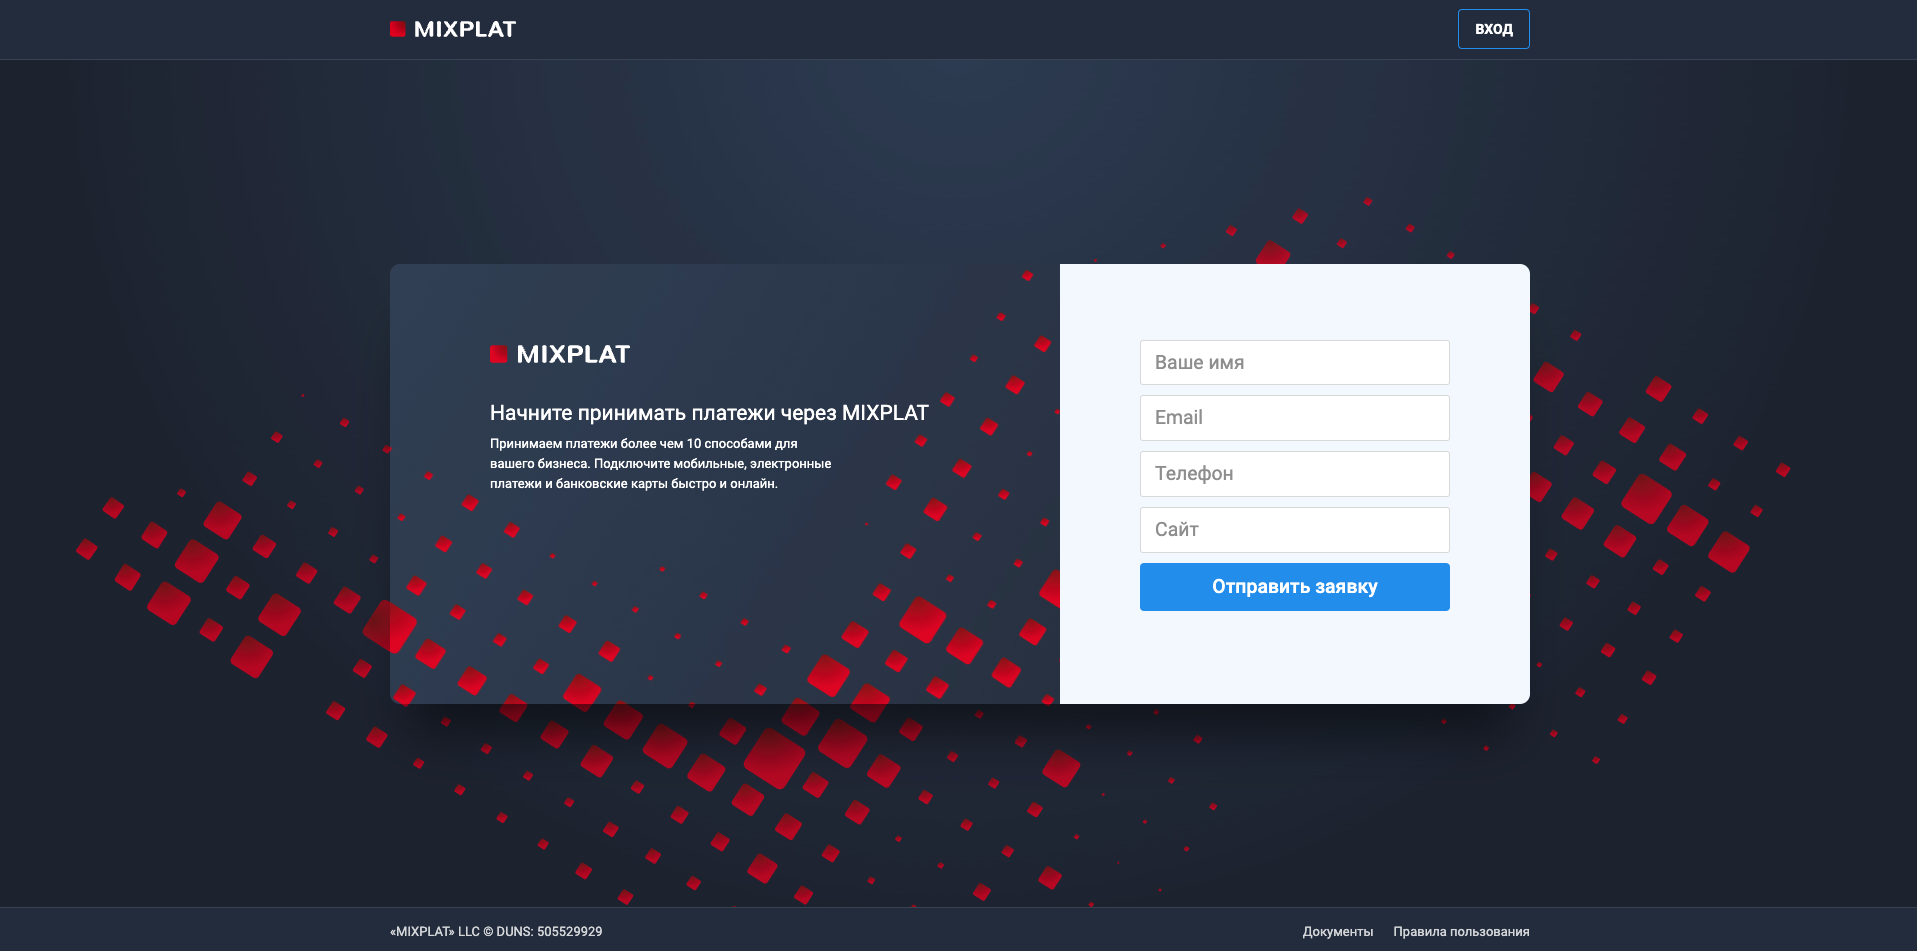 MIXPLAT
ВХОД
MIXPLAT
Начните принимать платежи через MIXPLAT
Принимаем платежи более чем 10 способами для
вашего бизнеса. Подключите мобильные, электронные
платежи и банковские карты быстро и онлайн.
Ваше имя
Email
Телефон
Сайт
Отправить заявку
«MIXPLAT» LLC © DUNS: 505529929
Документы
Правила пользования